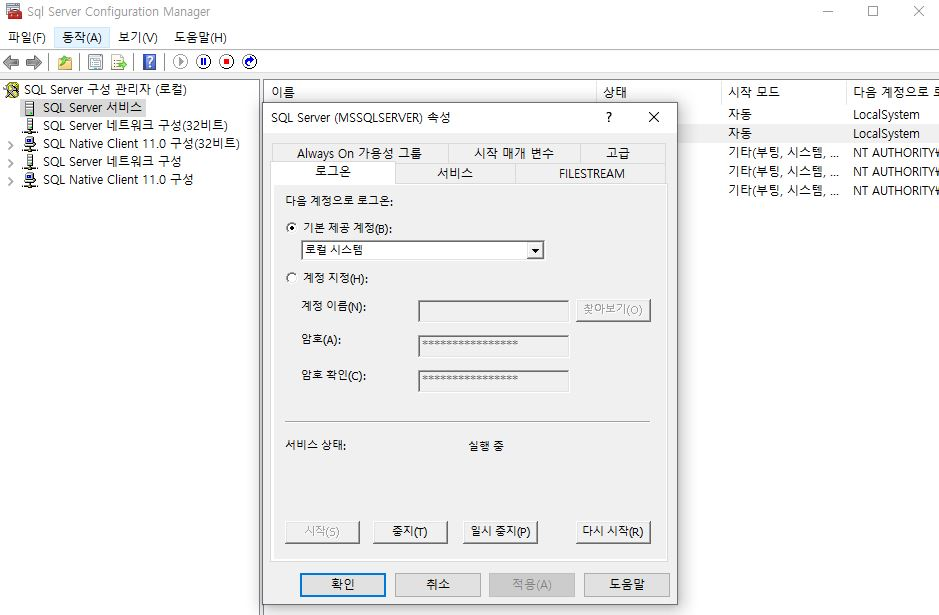 Sql Server Configuration Manager
파일(F) 동작(A) 보기(V) 도움말(H)
SQL Server 구성 관리자 (로컬)
SQL Server 서비스
SQL Server 네트워크 구성(32비트)
SQL Native Client 11.0 구성(32비트)
SQL Server 네트워크 구성
SQL Native Client 11.0 구성
이름 상태 시작 모드 다음 계정으로
자동 LocalSystem
자동 LocalSystem
기타(부팅, 시스템, ... NT AUTHORITY₩
기타(부팅, 시스템, ... NT AUTHORITY₩
기타(부팅, 시스템, ... NT AUTHORITY₩
SQL Server (MSSQLSERVER) 속성 ?
Always On 가용성 그룹 시작 매개 변수 고급
로그온 서비스 FILESTREAM
다음 계정으로 로그온:
기본 제공 계정(B):
로컬 시스템
계정 지정(H):
계정 이름(N): 찾아보기(O)
암호(A): ****************
암호 확인(C): ****************
서비스 상태: 실행 중
시작(S) 중지(T) 일시 중지(P) 다시 시작(R)
확인 취소 적용(A) 도움말